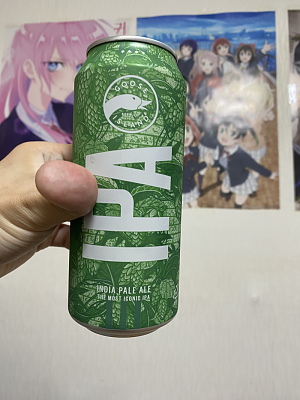 GOOSE
ISLAND
IPA
INDIA PALE ALE
THE MOST ICONIC IPA